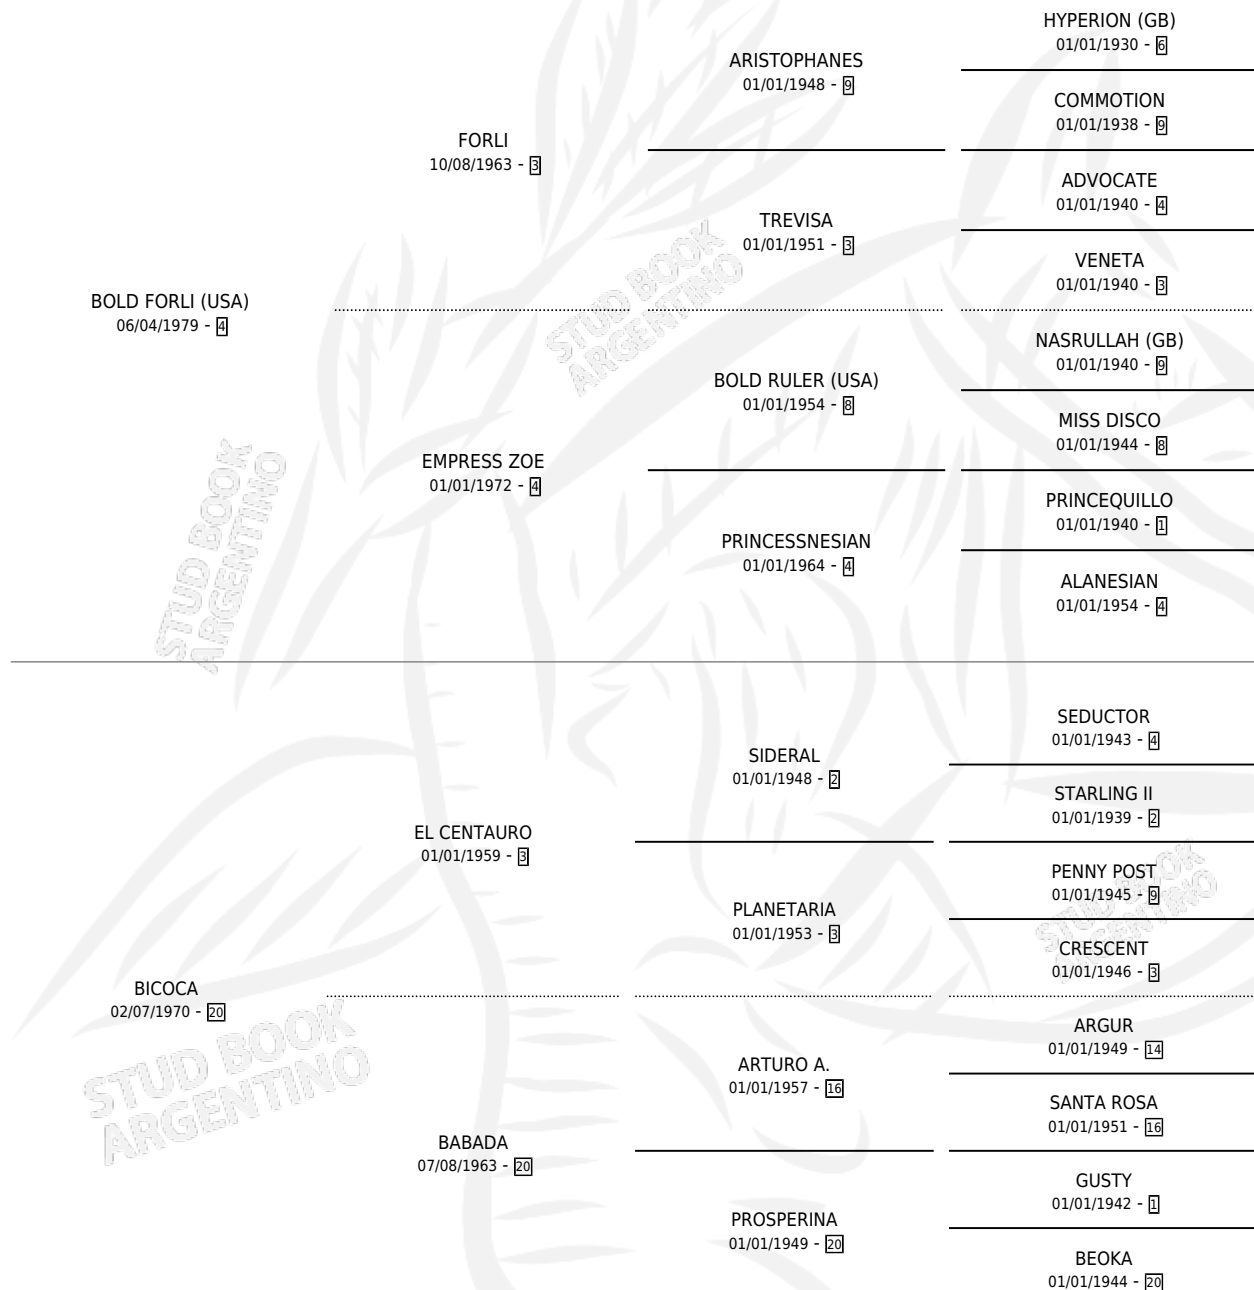 HYPERION (GB)
01/01/1930 - 6
ARISTOPHANES
01/01/1948 - 9
COMMOTION
01/01/1938 - 9
FORLI
10/08/1963 - 3
ADVOCATE
01/01/1940 - 4
TREVISA
01/01/1951 - 3
VENETA
01/01/1940 - 3
BOLD FORLI (USA)
06/04/1979 - 4
STUD BOOK
ARGENTINO
NASRULLAH (GB)
01/01/1940 - 9
BOLD RULER (USA)
01/01/1954 - 8
MISS DISCO
01/01/1944 - 8
EMPRESS ZOE
01/01/1972 - 4
PRINCEQUILLO
01/01/1940 - 1
PRINCESSNESIAN
01/01/1964 - 4
ALANESIAN
01/01/1954 - 4
STUD BOOK
ARGENTINO
SEDUCTOR
01/01/1943 - 4
SIDERAL
01/01/1948 - 2
STARLING II
01/01/1939 - 2
EL CENTAURO
01/01/1959 - 3
PENNY POST
01/01/1945 - 9
PLANETARIA
01/01/1953 - 3
CRESCENT
01/01/1946 - 3
STUD BOOK
ARGENTINO
BICOCA
02/07/1970 - 20
ARGUR
01/01/1949 - 14
ARTURO A.
01/01/1957 - 16
SANTA ROSA
01/01/1951 - 16
STUD BOOK
ARGENTINO
BABADA
07/08/1963 - 20
GUSTY
01/01/1942 - 1
PROSPERINA
01/01/1949 - 20
BEOKA
01/01/1944 - 20